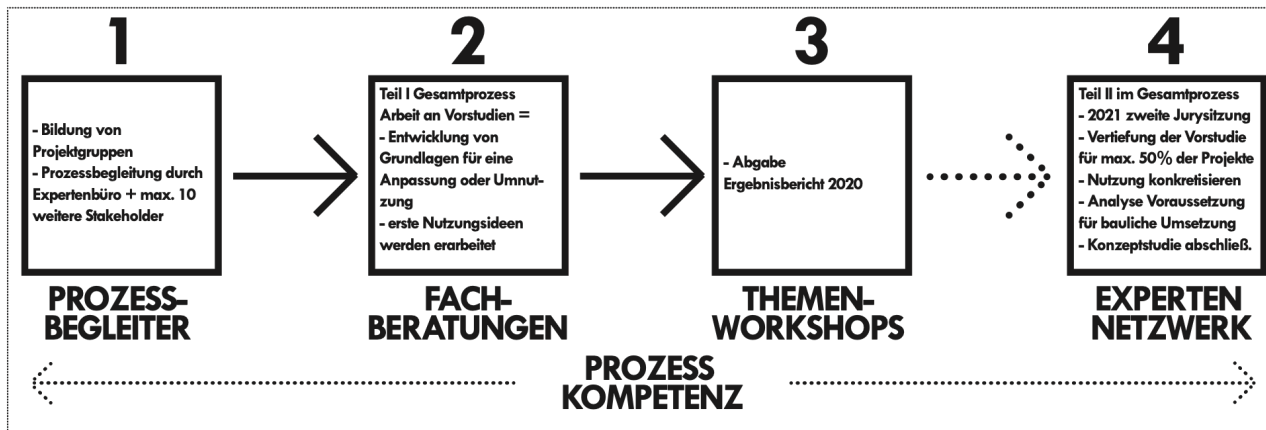 1
- Bildung von
Projektgruppen
- Prozessbegleitung durch
Expertenbüro + max. 10
weitere Stakeholder
PROZESS-
BEGLEITER
2
Teil I Gesamtprozess
Arbeit an Vorstudien =
- Entwicklung von
Grundlagen für eine
Anpassung oder Umnut-
zung
- erste Nutzungsideen
werden erarbeitet
FACH-
BERATUNGEN
3
- Abgabe
Ergebnisbericht 2020
THEMEN-
WORKSHOPS
4
Teil II im Gesamtprozess
- 2021 zweite Jurysitzung
- Vertiefung der Vorstudie
für max. 50% der Projekte
- Nutzung konkretisieren
- Analyse Voraussetzung
für bauliche Umsetzung
- Konzeptstudie abschließ.
EXPERTEN
NETZWERK
PROZESS
KOMPETENZ